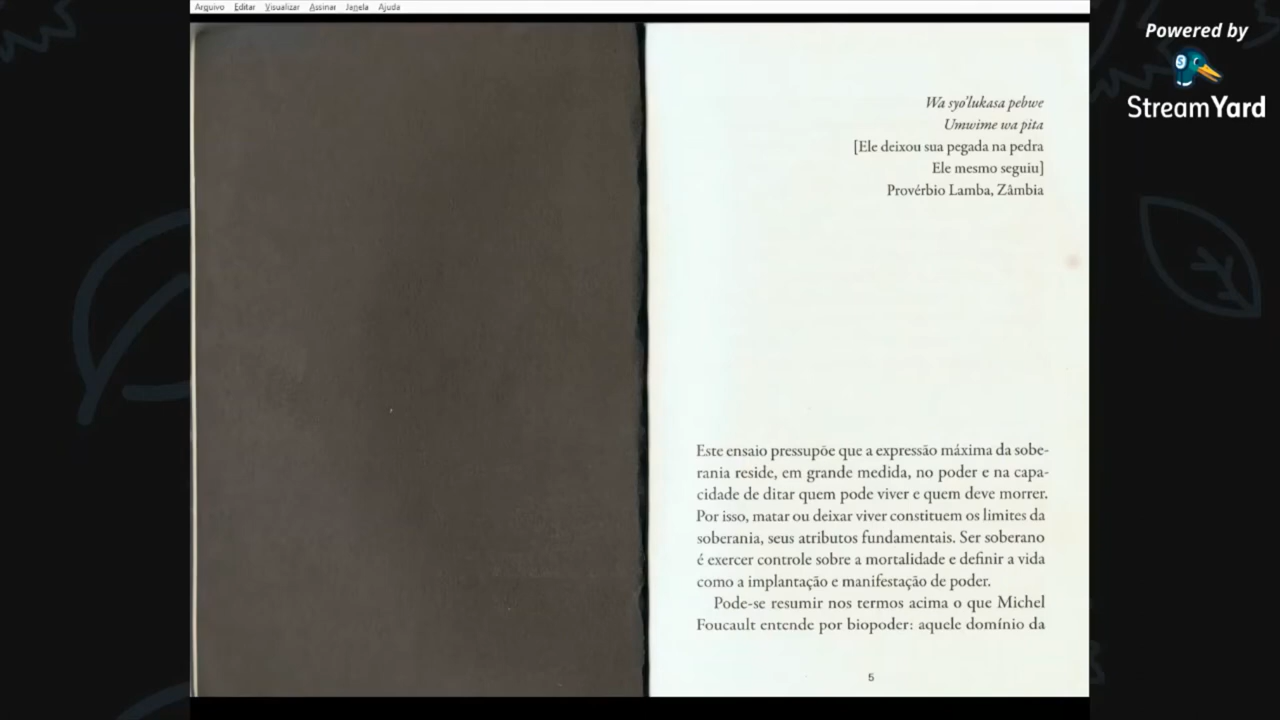 Arquivo Editar Visualizar Assinar Janela Ajuda
Powered by
StreamYard
Wa syo'lukasa pebwe
Umwime wa pita
[Ele deixou sua pegada na pedra
Ele mesmo seguiu]
Provérbio Lamba, Zâmbia
Este ensaio pressupõe que a expressão máxima da sobe-
rania reside, em grande medida, no poder e na capa-
cidade de ditar quem pode viver e quem deve morrer.
Por isso, matar ou deixar viver constituem os limites da
soberania, seus atributos fundamentais. Ser soberano
é exercer controle sobre a mortalidade e definir a vida
como a implantação e manifestação de poder.
Pode-se resumir nos termos acima o que Michel
Foucault entende por biopoder: aquele domínio da
5